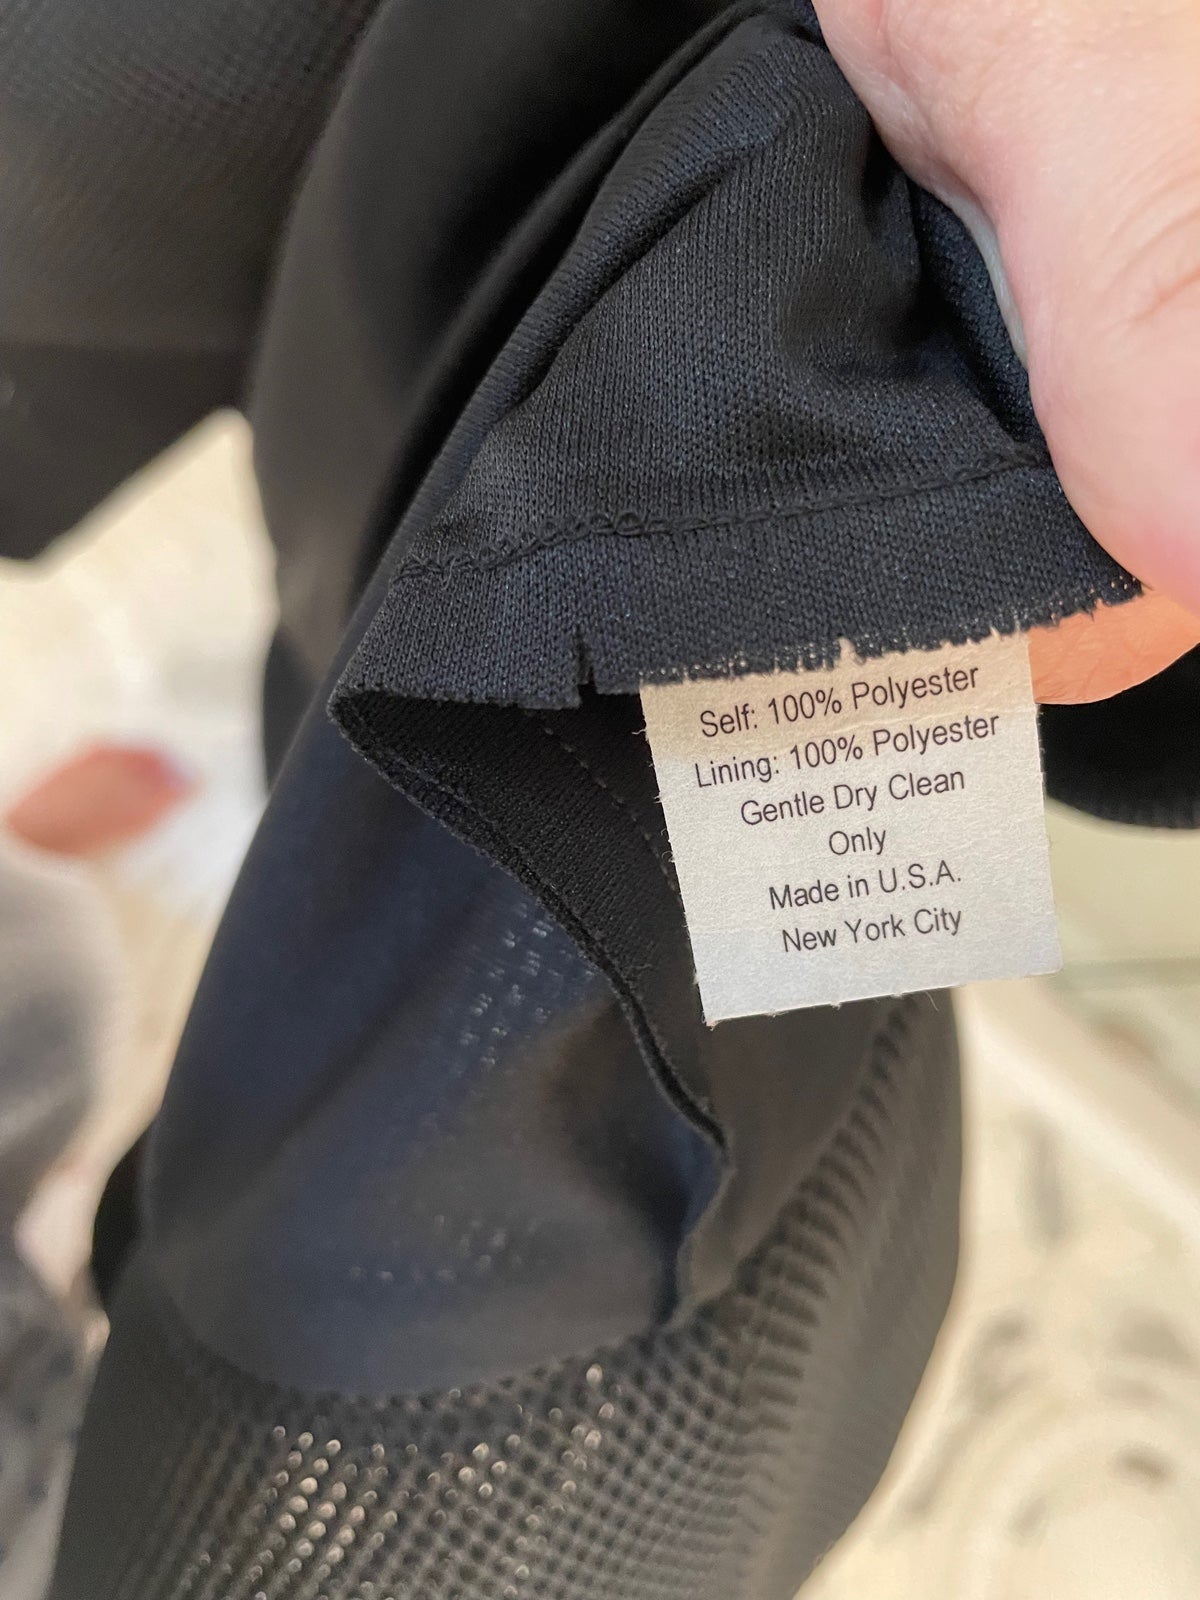 Self: 100% Polyester
Lining: 100% Polyester
Gentle Dry Clean
Only
Made in U.S.A.
New York City